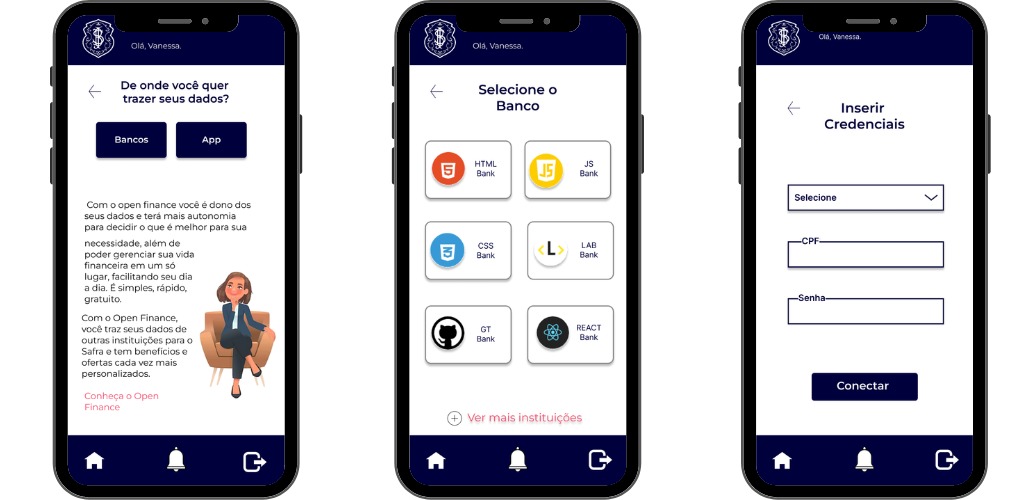 Olá, Vanessa.
De onde você quer
trazer seus dados?
Bancos
App
Com o open finance você é dono dos
seus dados e terá mais autonomia
para decidir o que é melhor para sua
necessidade, além de
poder gerenciar sua vida
financeira em um só
lugar, facilitando seu dia
a dia. É simples, rápido,
gratuito.
Com o Open Finance,
você traz seus dados de
outras instituições para o
Safra e tem benefícios e
ofertas cada vez mais
personalizados.
Conheça o Open
Finance
Olá, Vanessa.
Selecione o
Banco
5
HTML
Bank
JS
JS
Bank
3
CSS
Bank
<L>
LAB
Bank
GT
Bank
REACT
Bank
Ver mais instituições
Olá, Vanessa.
Inserir
Credenciais
Selecione
CPF
Senha
Conectar